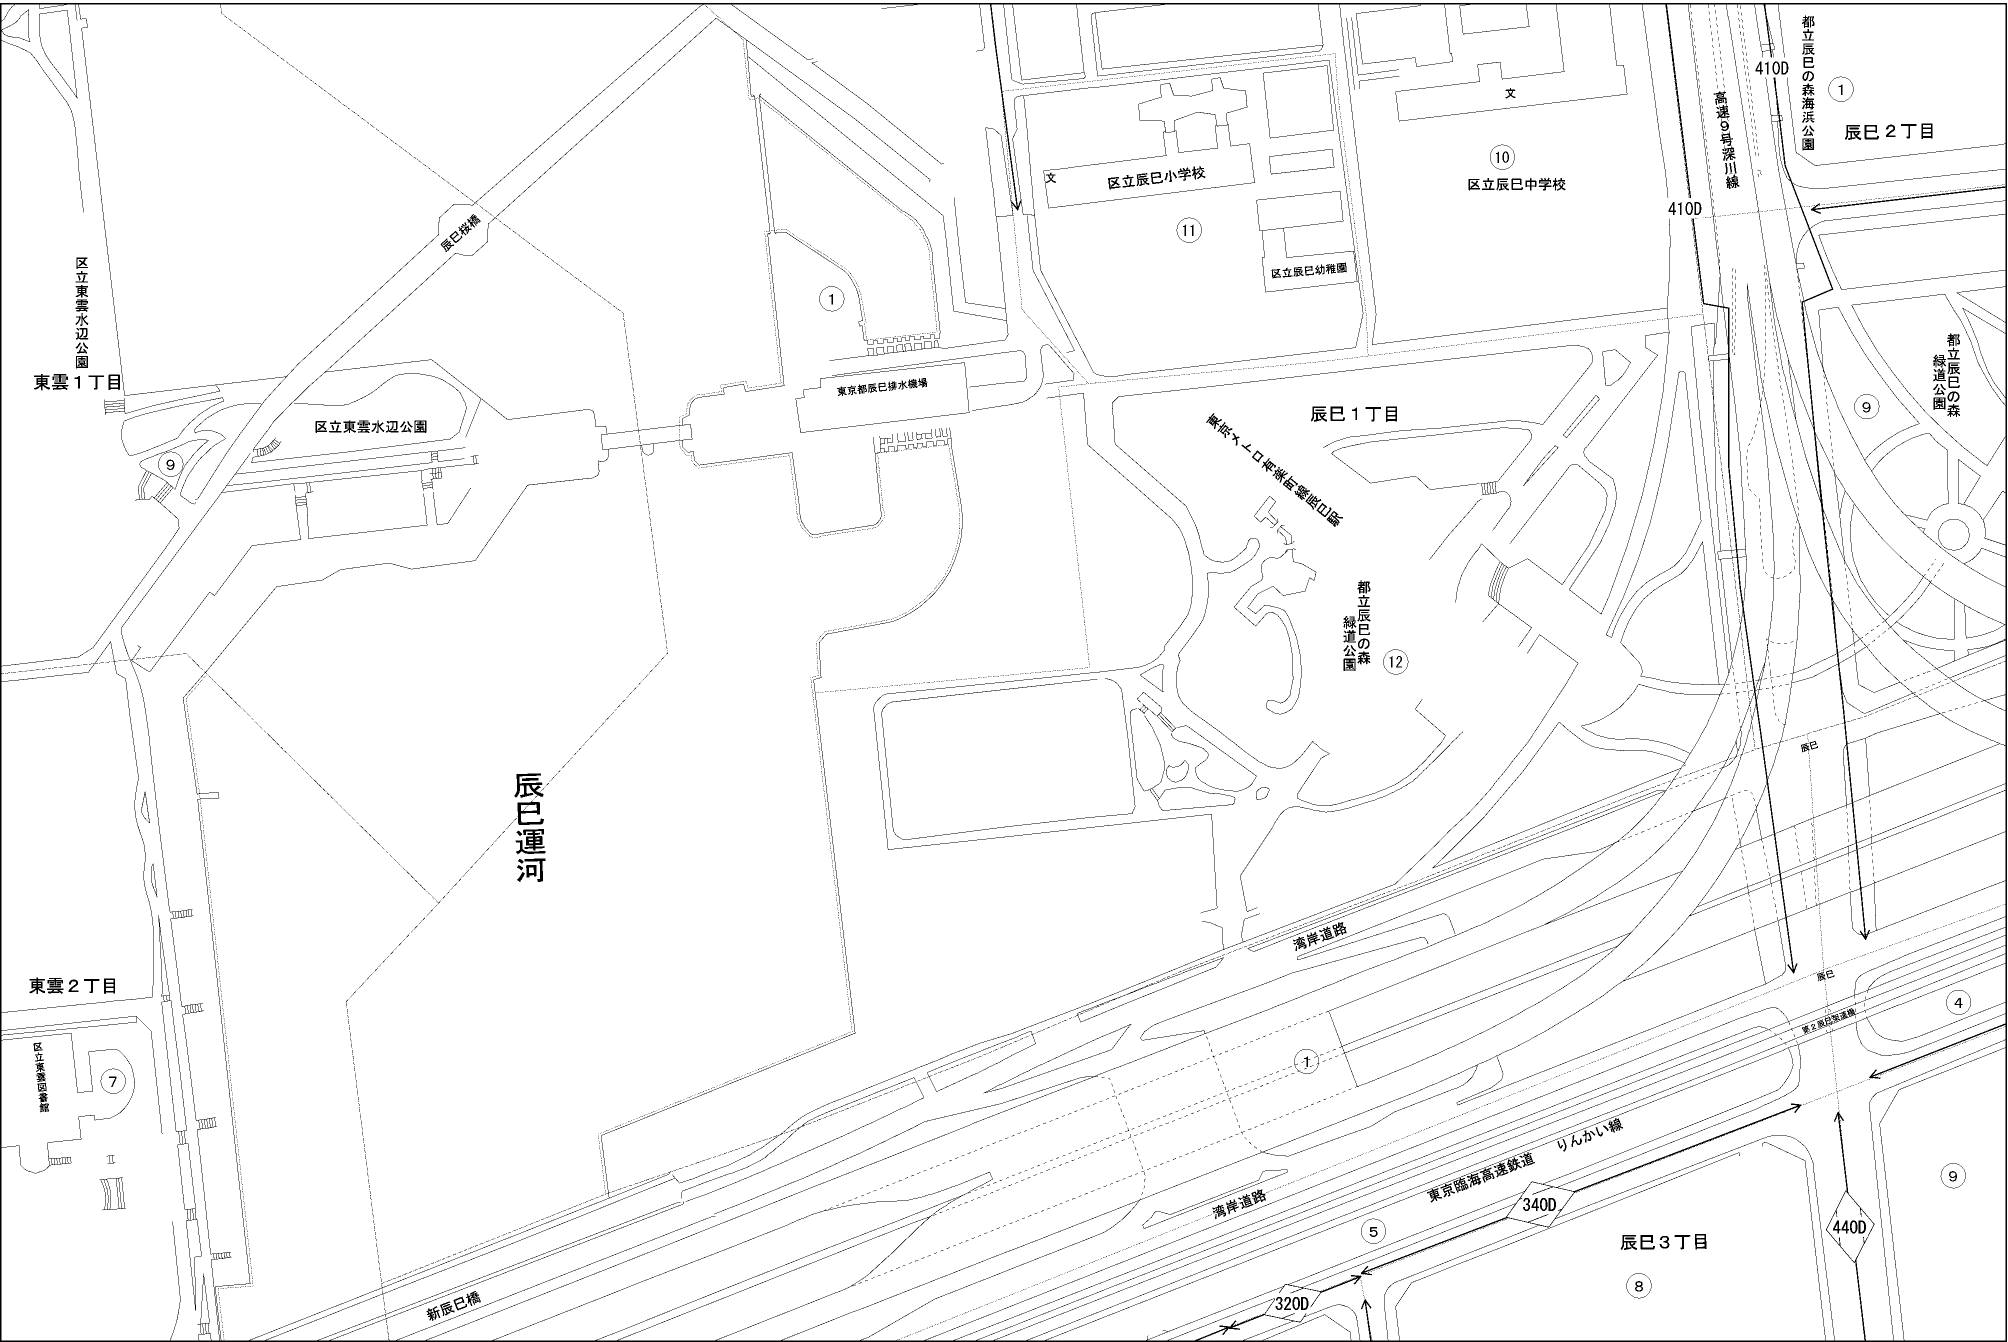 410D
都立辰巳の森海浜公園
1
辰巳２丁目
高速９号深川線
文
10
区立辰巳中学校
文
区立辰巳小学校
11
区立辰巳幼稚園
410D
辰巳桜橋
区立東雲水辺公園
東雲１丁目
1
東京都辰巳排水機場
区立東雲水辺公園
9
辰巳１丁目
東京メトロ有楽町線辰巳駅
都立辰巳の森
緑道公園
9
都立辰巳の森
緑道公園
12
辰巳
辰巳運河
湾岸道路
辰巳
東雲２丁目
4
第２辰巳架道橋
区立東雲図書館
7
1
りんかい線
東京臨海高速鉄道
湾岸道路
340D
9
5
440D
辰巳３丁目
8
新辰巳橋
320D